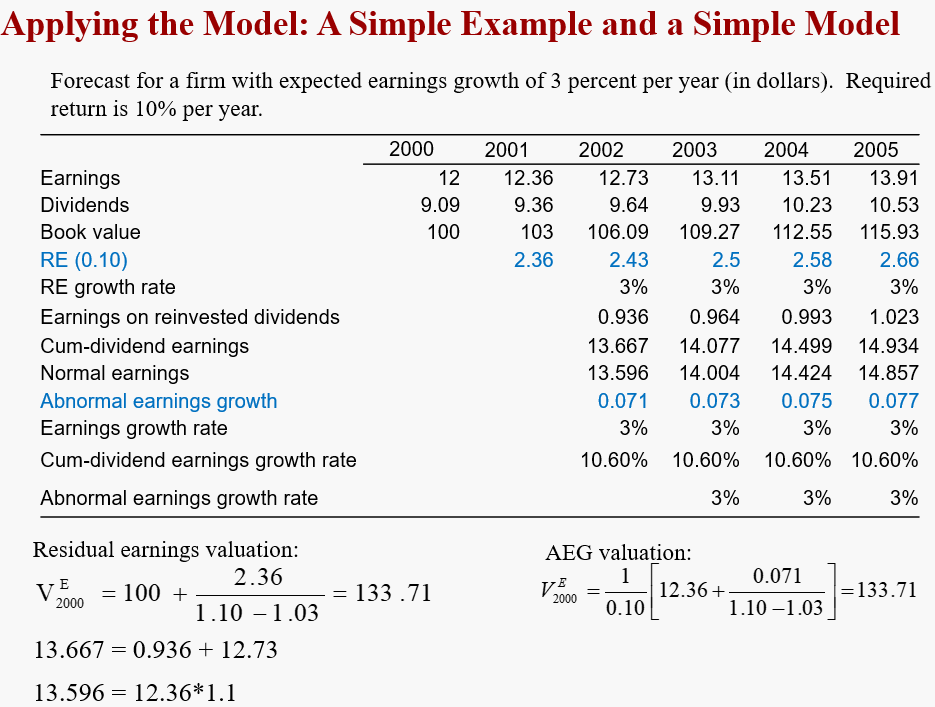 Applying the Model: A Simple Example and a Simple Model
Forecast for a firm with expected earnings growth of 3 percent per year (in dollars).  Required
return is 10% per year.
2000 2001 2002 2003 2004 2005
Earnings 12 12.36 12.73 13.11 13.51 13.91
Dividends 9.09 9.36 9.64 9.93 10.23 10.53
Book value 100 103 106.09 109.27 112.55 115.93
RE (0.10) 2.36 2.43 2.5 2.58 2.66
RE growth rate 3% 3% 3% 3%
Earnings on reinvested dividends 0.936 0.964 0.993 1.023
Cum-dividend earnings 13.667 14.077 14.499 14.934
Normal earnings 13.596 14.004 14.424 14.857
Abnormal earnings growth 0.071 0.073 0.075 0.077
Earnings growth rate 3% 3% 3% 3%
Cum-dividend earnings growth rate 10.60% 10.60% 10.60% 10.60%
Abnormal earnings growth rate 3% 3% 3%
Residual earnings valuation:
V E 2000 = 100 + 2.36 / 1.10 − 1.03 = 133 .71
13.667 = 0.936 + 12.73
13.596 = 12.36*1.1
AEG valuation:
V E 2000 = 1 / 0.10 [ 12.36 + 0.071 / 1.10 − 1.03 ] = 133.71